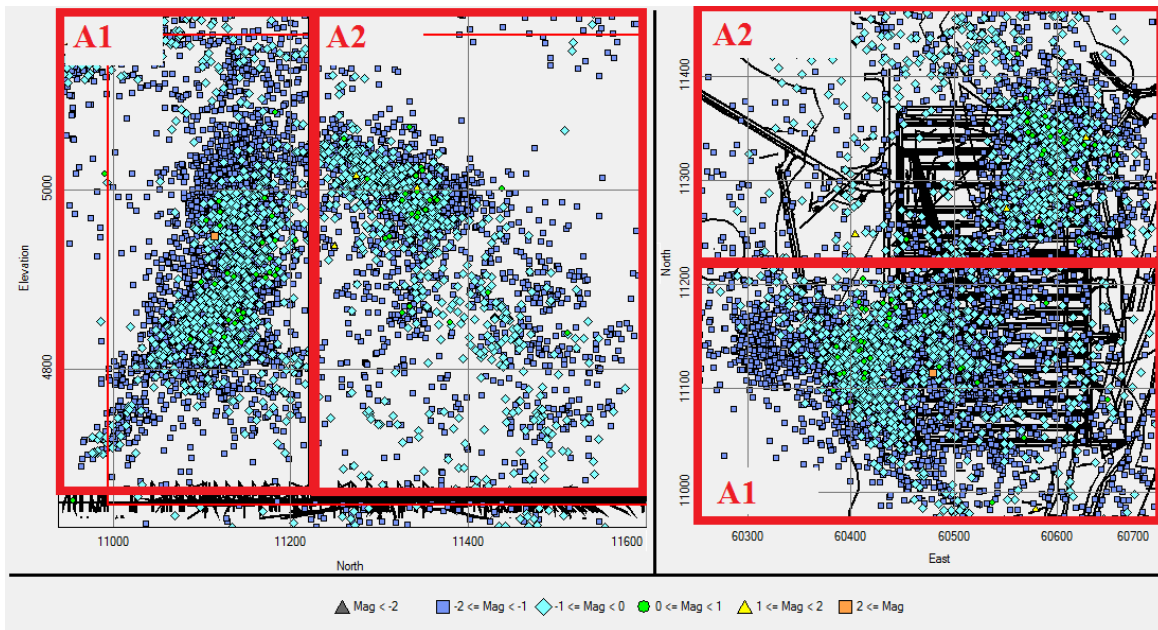 A1
A2
Elevation
5000
4800
11000
11200
11400
11600
North
A2
A1
North
11400
11300
11200
11100
11000
60300
60400
60500
60600
60700
East
Mag < -2
-2 <= Mag < -1
-1 <= Mag < 0
0 <= Mag < 1
1 <= Mag < 2
2 <= Mag